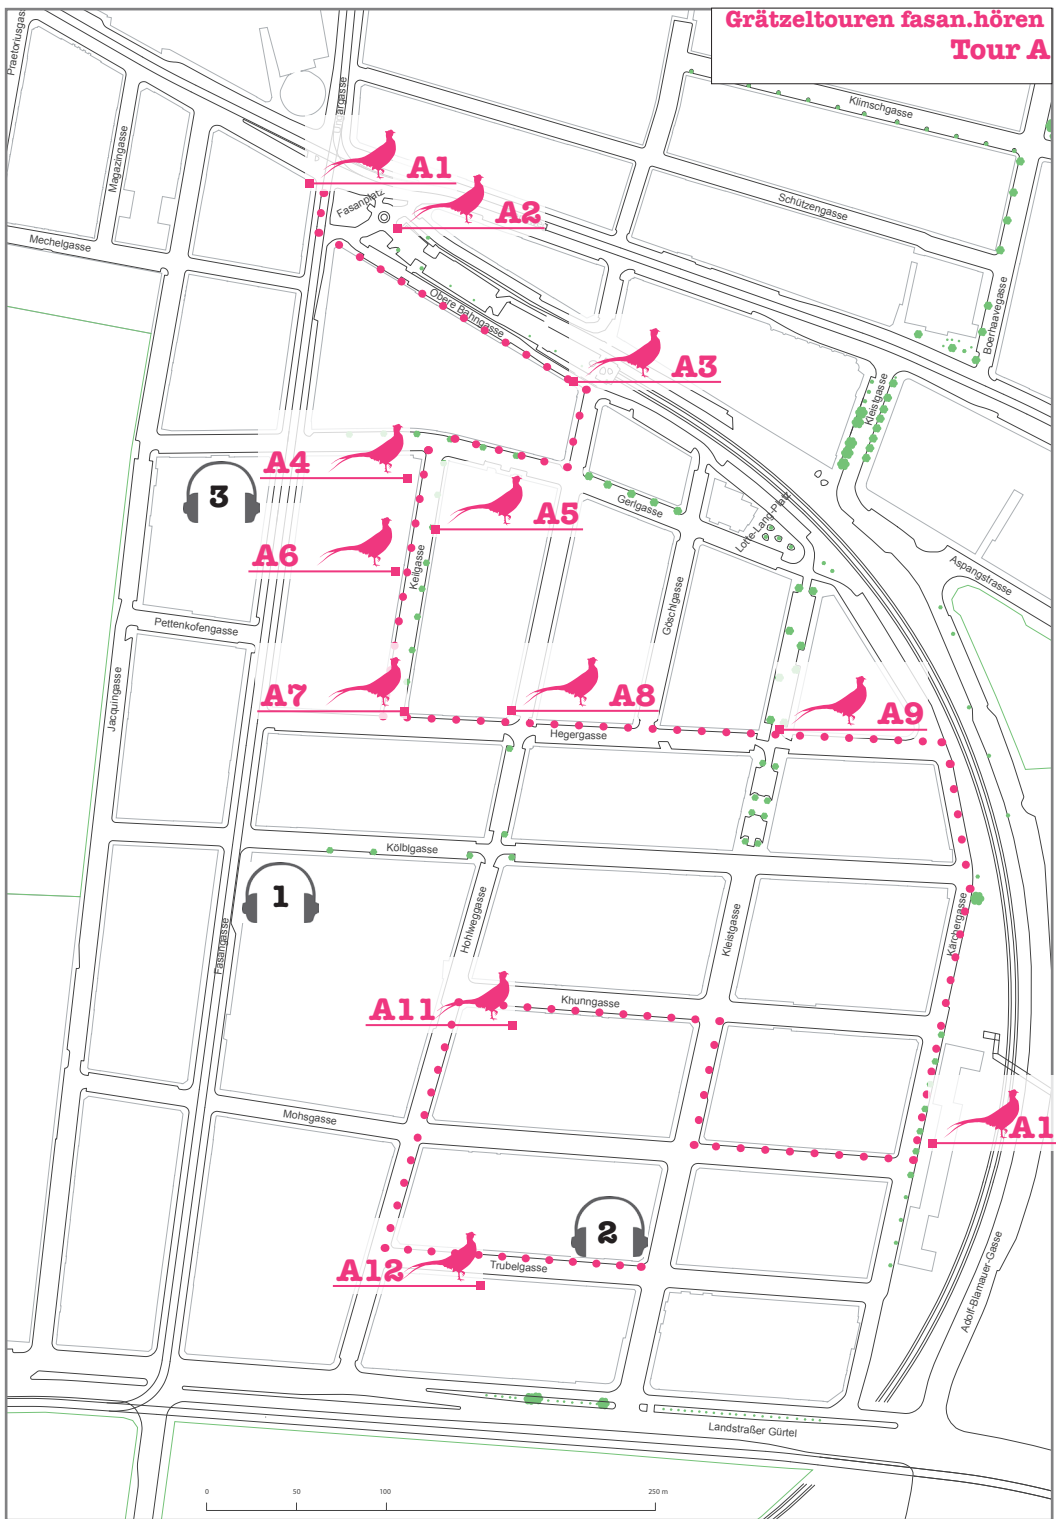 Grätzeltouren fasan.hören
Tour A
Klimschgasse
Magazingasse
A1
Fasanplatz
A2
Schützengasse
Mechelgasse
Obere Bahngasse
Boerhaavegasse
A3
Kleistgasse
A4
3
A5
Gerlgasse
Lotte-Lang-Platz
A6
Keilgasse
Aspangstrasse
Göschlgasse
Pettenkofengasse
Jacquingasse
A7
A8
A9
Hegergasse
Kölblgasse
1
Hohlweggasse
Kleistgasse
Kärchergasse
Fasangasse
Khunngasse
A11
Mohsgasse
A1
2
Trubelgasse
A12
Adolf-Blamauer-Gasse
Landstraßer Gürtel
0 50 100 250 m